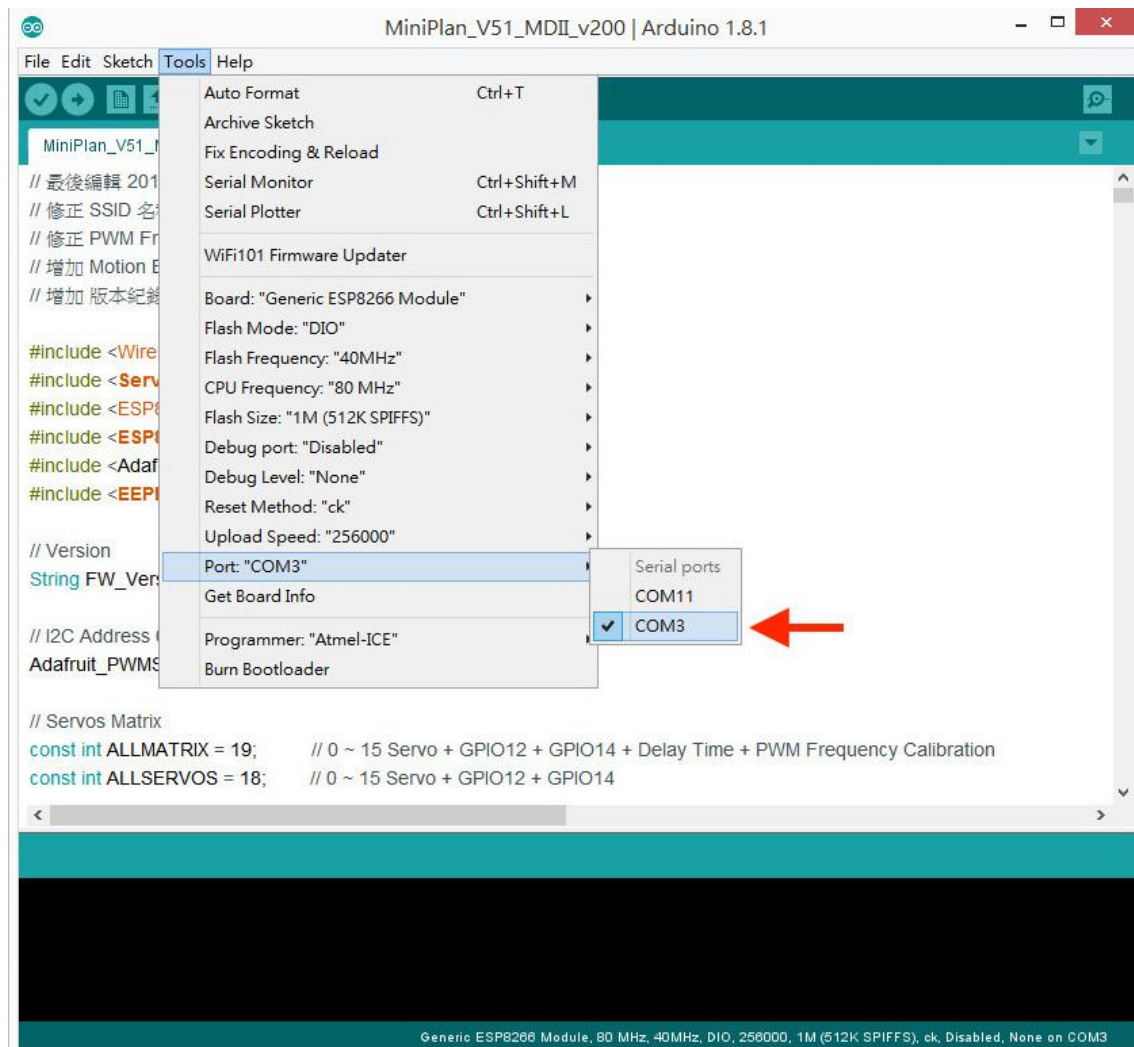 MiniPlan_V51_MDII_v200 | Arduino 1.8.1
File Edit Sketch Tools Help
Auto Format Ctrl+T
Archive Sketch
MiniPlan_V51_
Fix Encoding & Reload
// 最後編輯 201
Serial Monitor Ctrl+Shift+M
// 修正 SSID 名
Serial Plotter Ctrl+Shift+L
// 修正 PWM Fr
WiFi101 Firmware Updater
// 增加 Motion E
// 增加 版本紀錄
Board: "Generic ESP8266 Module"
Flash Mode: "DIO"
#include <Wire
Flash Frequency: "40MHz"
#include <Serv
CPU Frequency: "80 MHz"
#include <ESP8
Flash Size: "1M (512K SPIFFS)"
#include <ESP8
Debug port: "Disabled"
#include <Adaf
Debug Level: "None"
#include <EEPR
Reset Method: "ck"
Upload Speed: "256000"
// Version
Port: "COM3"
Serial ports
String FW_Vers
Get Board Info
COM11
COM3
// I2C Address
Programmer: "Atmel-ICE"
Adafruit_PWMS
Burn Bootloader
// Servos Matrix
const int ALLMATRIX = 19; // 0 ~ 15 Servo + GPIO12 + GPIO14 + Delay Time + PWM Frequency Calibration
const int ALLSERVOS = 18; // 0 ~ 15 Servo + GPIO12 + GPIO14
Generic ESP8266 Module, 80 MHz, 40MHz, DIO, 256000, 1M (512K SPIFFS), ck, Disabled, None on COM3